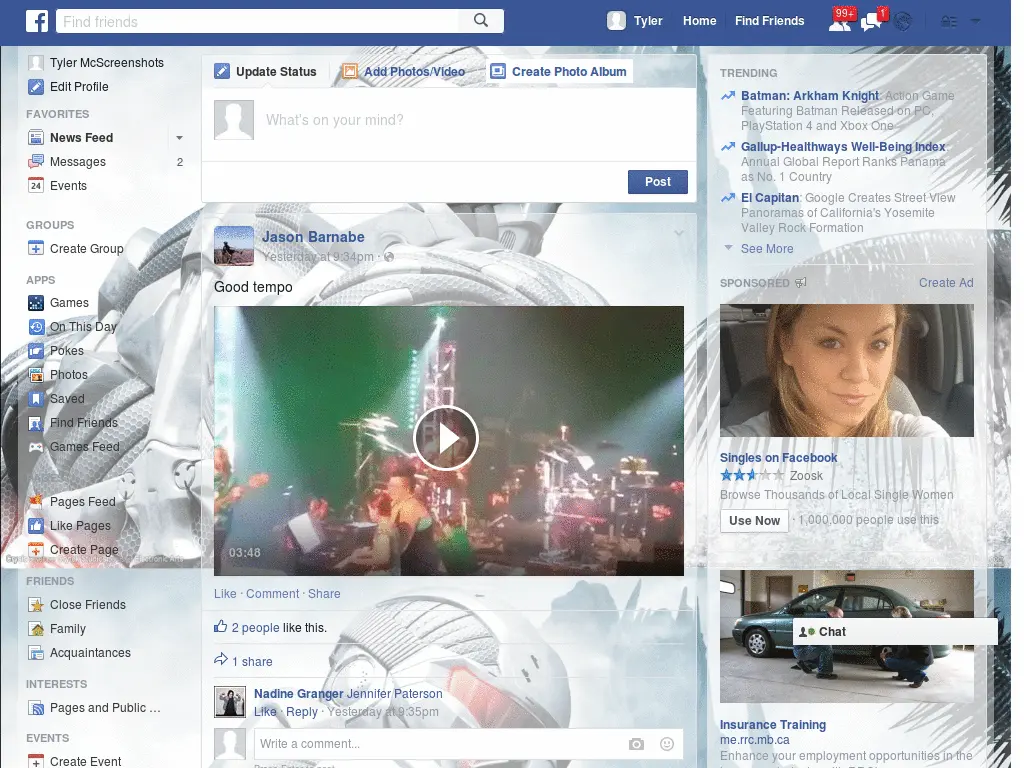 f
Find friends
Tyler
Home
Find Friends
99+
1
Tyler McScreenshots
Edit Profile
FAVORITES
News Feed
Messages
2
24
Events
GROUPS
Create Group
APPS
Games
On This Day
Pokes
Photos
Saved
Find Friends
Games Feed
Pages Feed
Like Pages
Create Page
FRIENDS
Close Friends
Family
Acquaintances
INTERESTS
Pages and Public ...
EVENTS
Create Event
Update Status
Add Photos/Video
Create Photo Album
What's on your mind?
Post
Jason Barnabe
Yesterday at 9:34pm ·
Good tempo
03:48
Like · Comment · Share
2 people like this.
1 share
Nadine Granger Jennifer Paterson
Like · Reply · Yesterday at 9:35pm
Write a comment...
TRENDING
Batman: Arkham Knight: Action Game
Featuring Batman Released on PC,
PlayStation 4 and Xbox One
Gallup-Healthways Well-Being Index:
Annual Global Report Ranks Panama
as No. 1 Country
El Capitan: Google Creates Street View
Panoramas of California's Yosemite
Valley Rock Formation
See More
SPONSORED
Create Ad
Singles on Facebook
Zoosk
Browse Thousands of Local Single Women
Use Now
· 1,000,000 people use this
Chat
Insurance Training
me.rrc.mb.ca
Enhance your employment opportunities in the